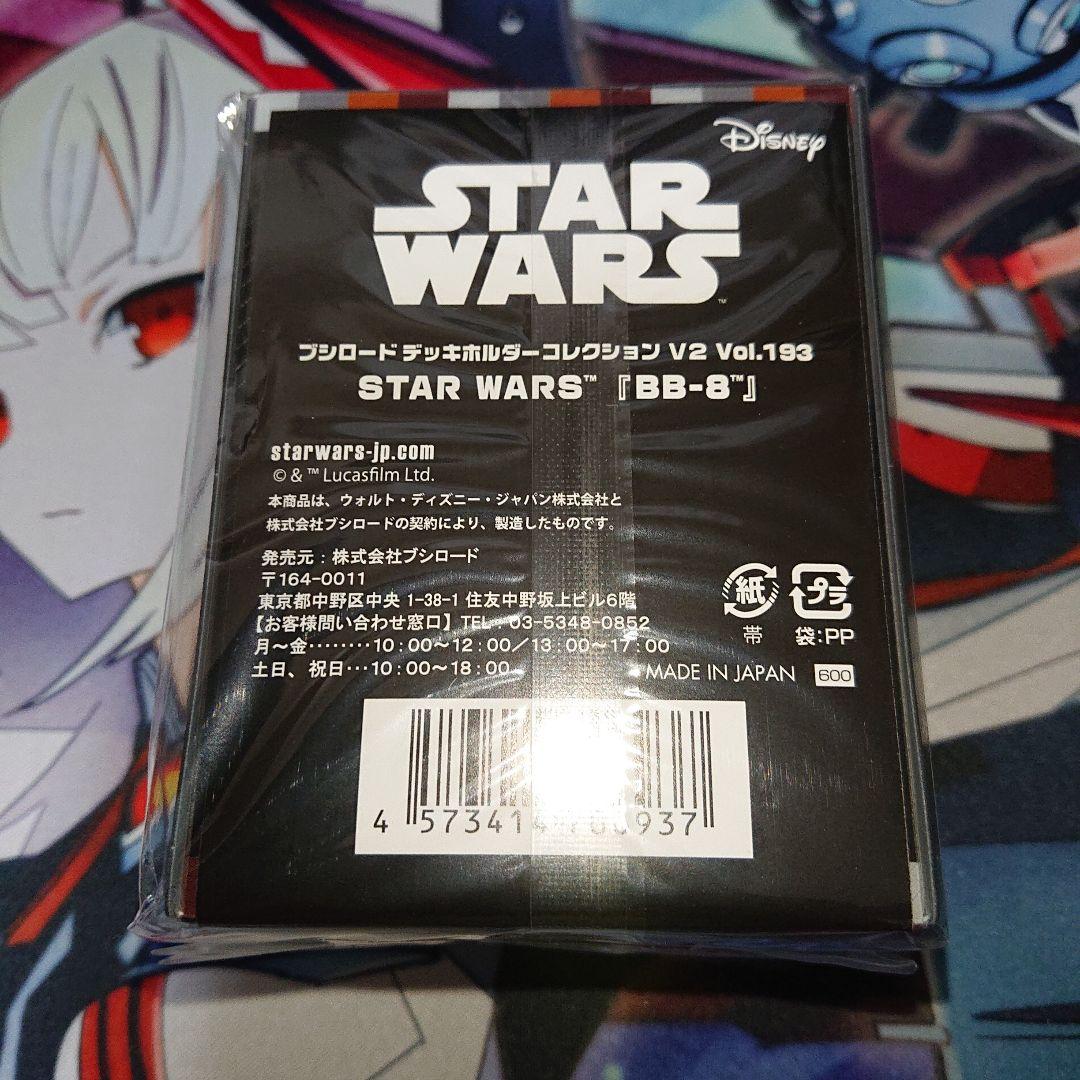 Disney
STAR
WARS
ブシロード デッキホルダーコレクション V2 Vol.193
STAR WARS™『BB-8™』
starwars-jp.com
© & ™ Lucasfilm Ltd.
本商品は、ウォルト・ディズニー・ジャパン株式会社と
株式会社ブシロードの契約により、製造したものです。
発売元：株式会社ブシロード
〒164-0011
東京都中野区中央 1-38-1 住友中野坂上ビル6階
【お客様問い合わせ窓口】TEL 03-5348-0852
月～金‥‥‥‥10：00～12：00／13：00～17：00
土日、祝日‥‥10：00～18：00
紙 プラ
帯 袋：PP
MADE IN JAPAN 600
4 573414